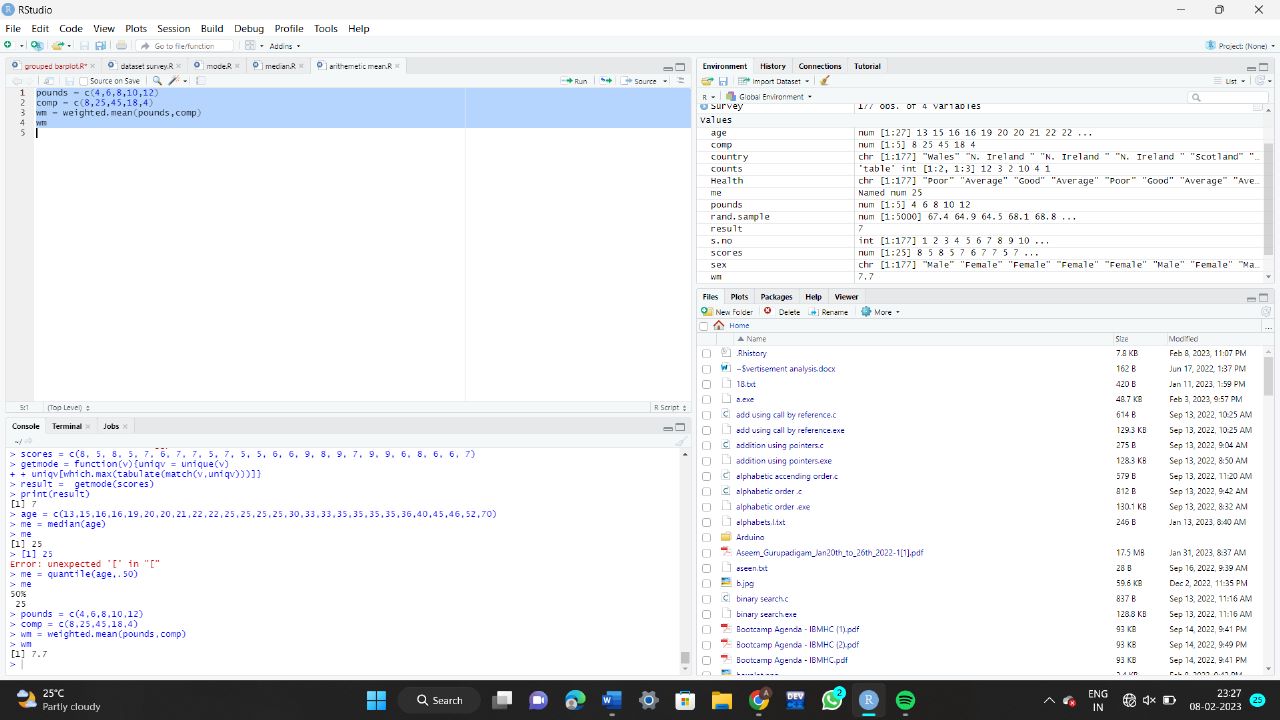 RStudio
File Edit Code View Plots Session Build Debug Profile Tools Help
Go to file/function Addins Project: (None)
grouped barplot.R* dataset survey.R mode.R median.R arithemetic mean.R
Source on Save Run Source
1 pounds = c(4,6,8,10,12)
2 comp = c(8,25,45,18,4)
3 wm = weighted.mean(pounds,comp)
4 wm
5
5:1 (Top Level) R Script
Console Terminal Jobs
~/
> scores = c(8, 5, 8, 5, 7, 6, 7, 7, 5, 7, 5, 5, 6, 6, 9, 8, 9, 7, 9, 9, 6, 8, 6, 6, 7)
> getmode = function(v){uniqv = unique(v)
+ + uniqv[which.max(tabulate(match(v,uniqv)))]}
> result = getmode(scores)
> print(result)
[1] 7
> age = c(13,15,16,16,19,20,20,21,22,22,25,25,25,25,30,33,33,35,35,35,35,36,40,45,46,52,70)
> me = median(age)
> me
[1] 25
> [1] 25
Error: unexpected '[' in "["
> me = quantile(age,.50)
> me
50%
25
> pounds = c(4,6,8,10,12)
> comp = c(8,25,45,18,4)
> wm = weighted.mean(pounds,comp)
> wm
[1] 7.7
>
Environment History Connections Tutorial
Import Dataset List
R Global Environment
Survey 177 obs. of 4 variables
Values
age num [1:27] 13 15 16 16 19 20 20 21 22 22 ...
comp num [1:5] 8 25 45 18 4
country chr [1:177] "Wales" "N. Ireland " "N. Ireland " "N. Ireland " "Scotland" "…
counts 'table' int [1:2, 1:3] 12 3 2 10 4 1
Health chr [1:177] "Poor" "Average" "Good" "Average" "Poor" "Good" "Average" "Ave…
me Named num 25
pounds num [1:5] 4 6 8 10 12
rand.sample num [1:5000] 67.4 64.9 64.5 68.1 68.8 ...
result 7
s.no int [1:177] 1 2 3 4 5 6 7 8 9 10 ...
scores num [1:25] 8 5 8 5 7 6 7 7 5 7 ...
sex chr [1:177] "Male" "Female" "Female" "Female" "Female" "Male" "Female" "Ma…
wm 7.7
Files Plots Packages Help Viewer
New Folder Delete Rename More
Home
Name Size Modified
.Rhistory 7.8 KB Feb 8, 2023, 11:07 PM
~$vertisement analysis.docx 162 B Jun 17, 2022, 1:37 PM
18.txt 420 B Jan 11, 2023, 1:59 PM
a.exe 48.7 KB Feb 3, 2023, 9:57 PM
add using call by reference.c 614 B Sep 13, 2022, 10:25 AM
add using call by reference.exe 129.3 KB Sep 13, 2022, 10:25 AM
addition using pointers.c 275 B Sep 13, 2022, 9:04 AM
addition using pointers.exe 128.3 KB Sep 13, 2022, 8:50 AM
alphabetic accending order.c 579 B Sep 13, 2022, 11:20 AM
alphabetic order .c 812 B Sep 13, 2022, 9:42 AM
alphabetic order .exe 130.1 KB Sep 13, 2022, 8:32 AM
alphabets.l.txt 246 B Jan 13, 2023, 8:40 AM
Arduino
Aseem_Gurupadigam_Jan20th_to_26th_2022-1[1].pdf 17.5 MB Jan 31, 2023, 8:37 AM
aseen.txt 28 B Sep 16, 2022, 9:39 AM
b.jpg 59.6 KB Dec 2, 2022, 11:35 PM
binary search.c 837 B Sep 13, 2022, 11:16 AM
binary search.exe 128.8 KB Sep 13, 2022, 11:16 AM
Bootcamp Agenda - IBMHC (1).pdf 93 KB Sep 14, 2022, 9:41 PM
Bootcamp Agenda - IBMHC (2).pdf 93 KB Sep 14, 2022, 9:49 PM
Bootcamp Agenda - IBMHC.pdf 93 KB Sep 14, 2022, 9:41 PM
25°C
Partly cloudy
Search
DEV
2
ENG
IN
23:27
08-02-2023
25